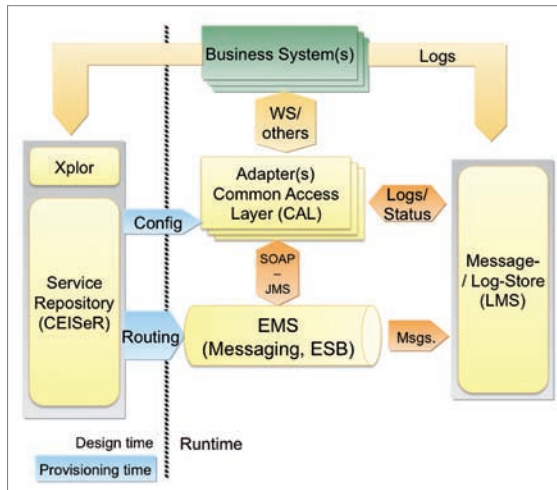 Business System(s)
Logs
WS/
others
Xplor
Adapter(s)
Common Access
Layer (CAL)
Logs/
Status
Config
Service
Repository
(CEISeR)
SOAP
–
JMS
Message-
/ Log-Store
(LMS)
Routing
EMS
(Messaging, ESB)
Msgs.
Design time
Runtime
Provisioning time